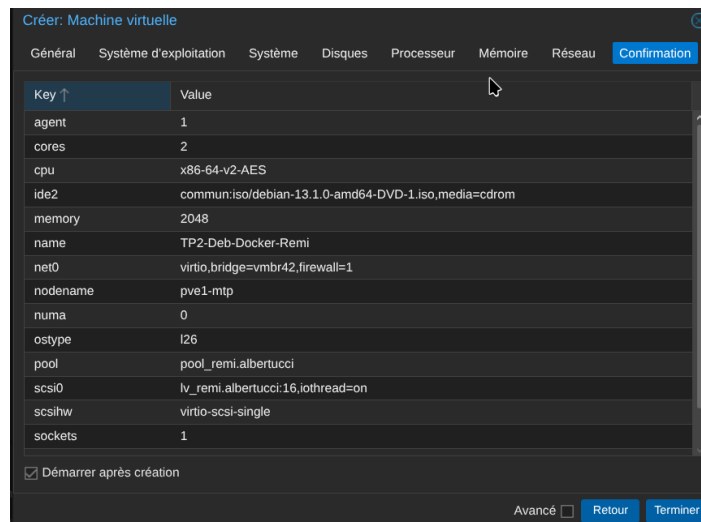 Créer: Machine virtuelle
Général Système d'exploitation Système Disques Processeur Mémoire Réseau Confirmation
Key ↑ Value
agent 1
cores 2
cpu x86-64-v2-AES
ide2 commun:iso/debian-13.1.0-amd64-DVD-1.iso,media=cdrom
memory 2048
name TP2-Deb-Docker-Remi
net0 virtio,bridge=vmbr42,firewall=1
nodename pve1-mtp
numa 0
ostype l26
pool pool_remi.albertucci
scsi0 lv_remi.albertucci:16,iothread=on
scsihw virtio-scsi-single
sockets 1
Démarrer après création
Avancé Retour Terminer